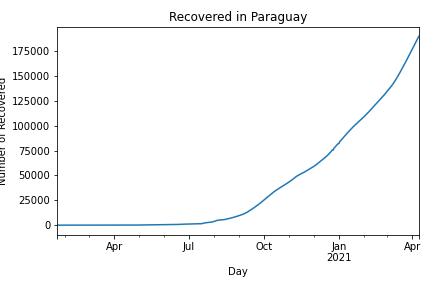 Recovered in Paraguay
Number of Recovered
175000
150000
125000
100000
75000
50000
25000
0
Apr
Jul
Oct
Jan
2021
Apr
Day